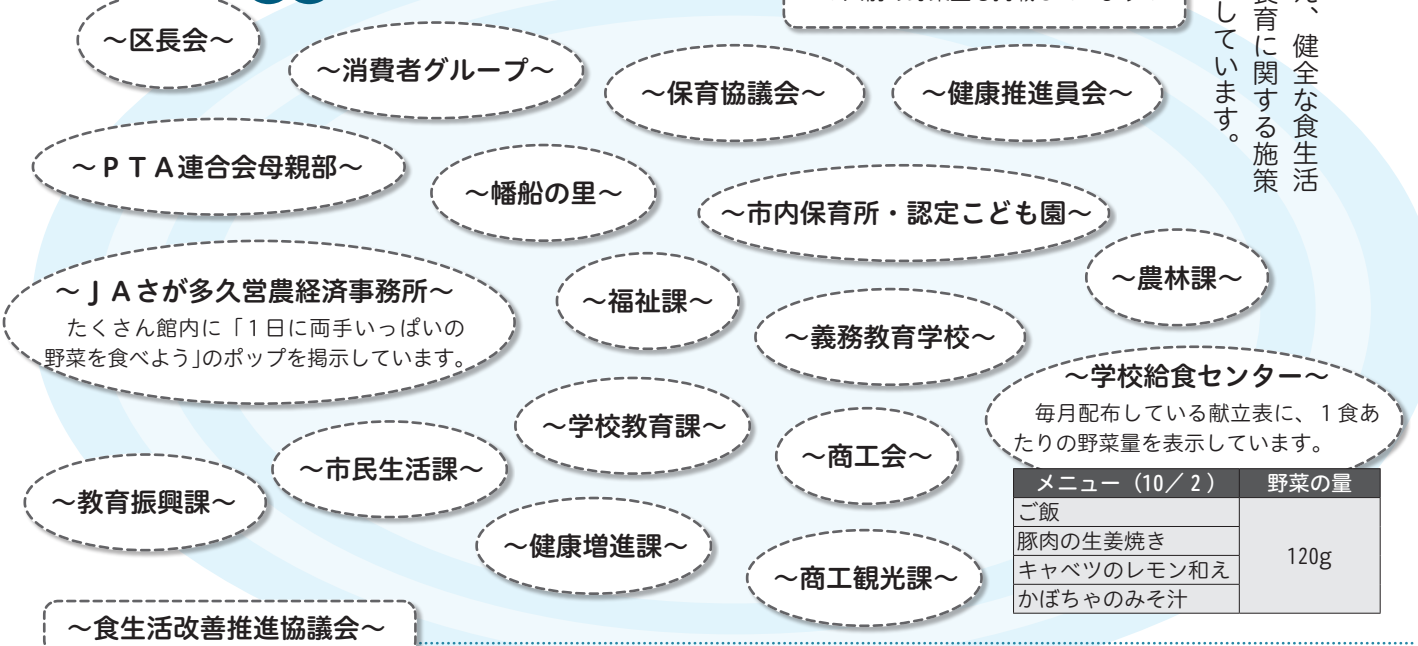 え、健全な食生活
食育に関する施策
しています。
～区長会～
～消費者グループ～
～保育協議会～
～健康推進員会～
～ＰＴＡ連合会母親部～
～幡船の里～
～市内保育所・認定こども園～
～ＪＡさが多久営農経済事務所～
たくさん館内に「１日に両手いっぱいの
野菜を食べよう」のポップを掲示しています。
～福祉課～
～農林課～
～義務教育学校～
～学校給食センター～
毎月配布している献立表に、１食あ
たりの野菜量を表示しています。
～学校教育課～
～商工会～
～市民生活課～
～教育振興課～
～健康増進課～
～商工観光課～
メニュー（10／２） 野菜の量
ご飯
豚肉の生姜焼き
キャベツのレモン和え
かぼちゃのみそ汁
120g
～食生活改善推進協議会～